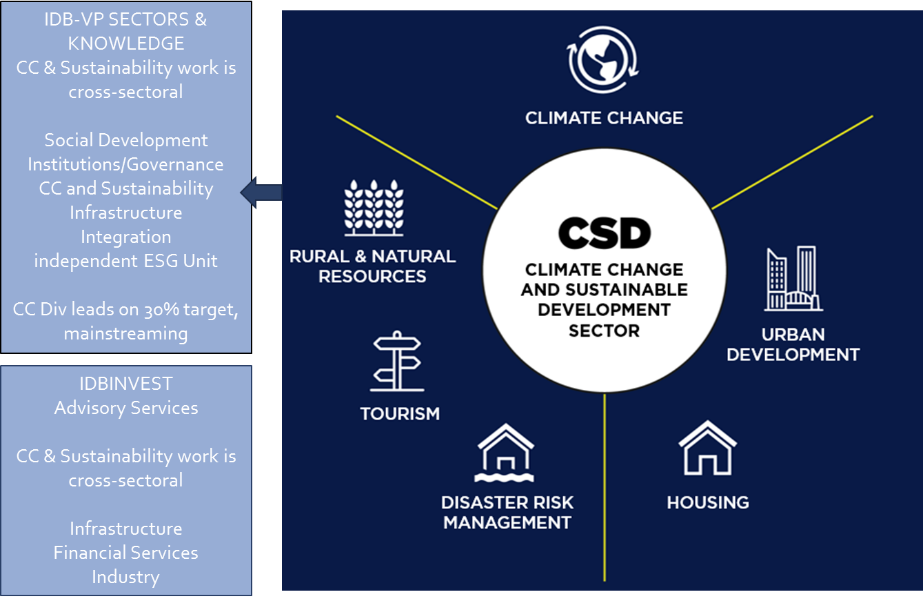 IDB-VP SECTORS &
KNOWLEDGE
CC & Sustainability work is
cross-sectoral
Social Development
Institutions/Governance
CC and Sustainability
Infrastructure
Integration
independent ESG Unit
CC Div leads on 30% target,
mainstreaming
IDBINVEST
Advisory Services
CC & Sustainability work is
cross-sectoral
Infrastructure
Financial Services
Industry
CLIMATE CHANGE
RURAL & NATURAL
RESOURCES
CSD
CLIMATE CHANGE
AND SUSTAINABLE
DEVELOPMENT
SECTOR
URBAN
DEVELOPMENT
TOURISM
DISASTER RISK
MANAGEMENT
HOUSING